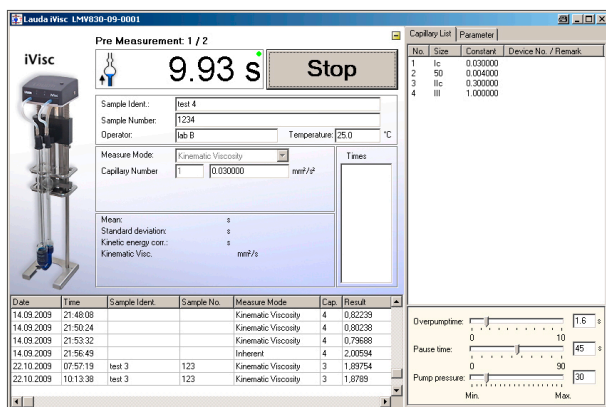 Lauda iVisc LMV830-09-0001
Pre Measurement 1 / 2
iVisc
9.93 s
Stop
Sample Ident.: test 4
Sample Number: 1234
Operator: lab B Temperature: 25.0 °C
Measure Mode: Kinematic Viscosity
Capillary Number 1 0.030000 mm²/s²
Times
Mean: s
Standard deviation: s
Kinetic energy corr.: s
Kinematic Visc. mm²/s
Date Time Sample Ident. Sample No. Measure Mode Cap. Result
14.09.2009 21:48:08 Kinematic Viscosity 4 0,82239
14.09.2009 21:50:24 Kinematic Viscosity 4 0,80238
14.09.2009 21:53:32 Kinematic Viscosity 4 0,79688
14.09.2009 21:56:49 Inherent 4 2,00594
22.10.2009 07:57:19 test 3 123 Kinematic Viscosity 3 1,89754
22.10.2009 10:13:38 test 3 123 Kinematic Viscosity 3 1,8789
Capillary List Parameter
No. Size Constant Device No. / Remark
1 Ic 0.030000
2 50 0.004000
3 IIc 0.300000
4 III 1.000000
Overpumptime: 1.6 s
0 10
Pause time: 45 s
0 90
Pump pressure: 30
Min. Max.